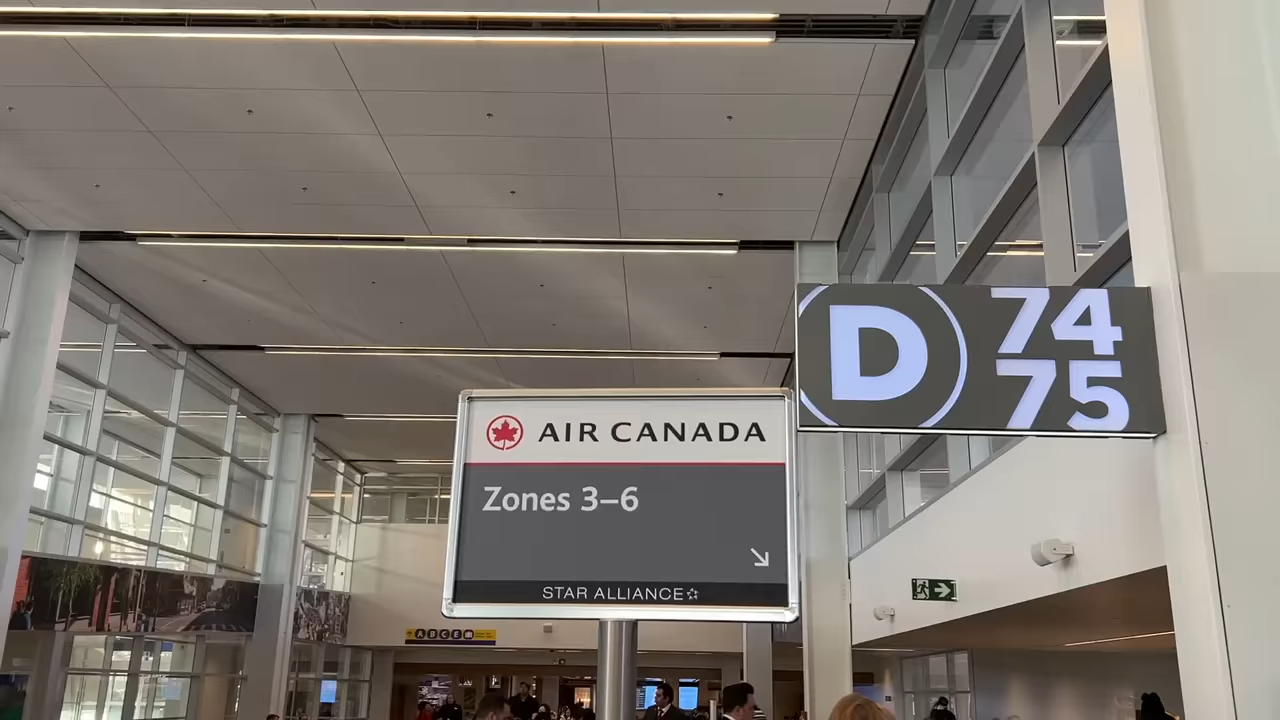 AIR CANADA
Zones 3–6
STAR ALLIANCE
D
74
75
A B C E